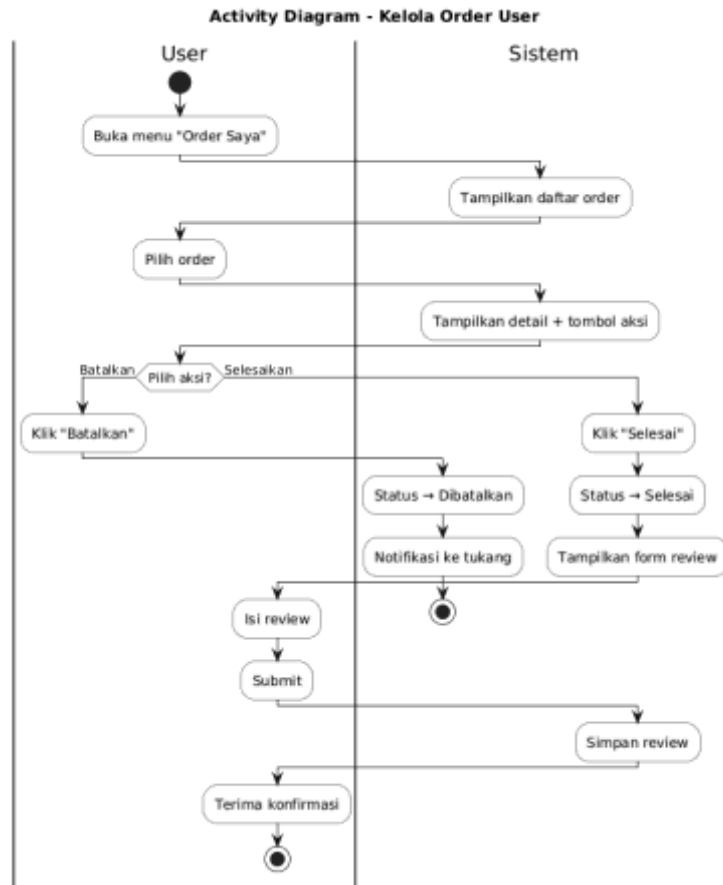 Activity Diagram - Kelola Order User
User
Sistem
Buka menu "Order Saya"
Tampilkan daftar order
Pilih order
Tampilkan detail + tombol aksi
Batalkan
Pilih aksi?
Selesaikan
Klik "Batalkan"
Klik "Selesai"
Status → Dibatalkan
Status → Selesai
Notifikasi ke tukang
Tampilkan form review
Isi review
Submit
Simpan review
Terima konfirmasi